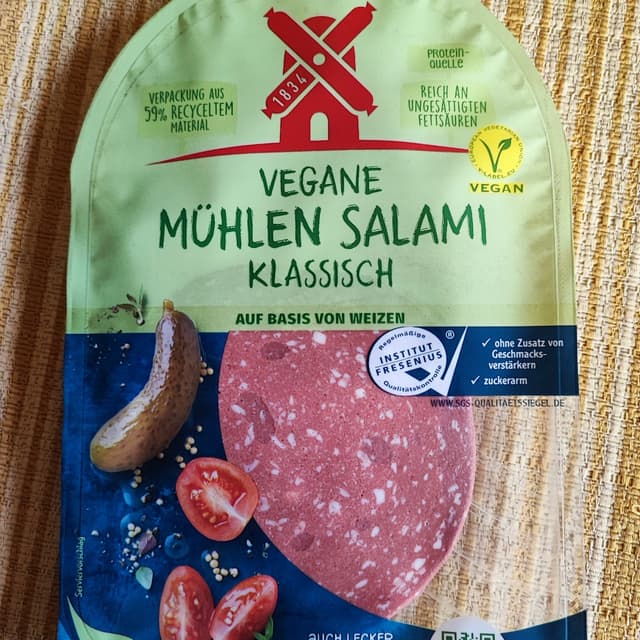 1834
PROTEIN-
QUELLE
VERPACKUNG AUS
59% RECYCELTEM
MATERIAL
REICH AN
UNGESÄTTIGTEN
FETTSÄUREN
V-LABEL.EU
VEGAN
VEGANE
MÜHLEN SALAMI
KLASSISCH
AUF BASIS VON WEIZEN
Regelmäßige
INSTITUT
FRESENIUS
Qualitätskontrolle
®
✓ ohne Zusatz von
Geschmacks-
verstärkern
✓ zuckerarm
WWW.SGS-QUALITAETSSIEGEL.DE
Serviervorschlag
AUCH LECKER